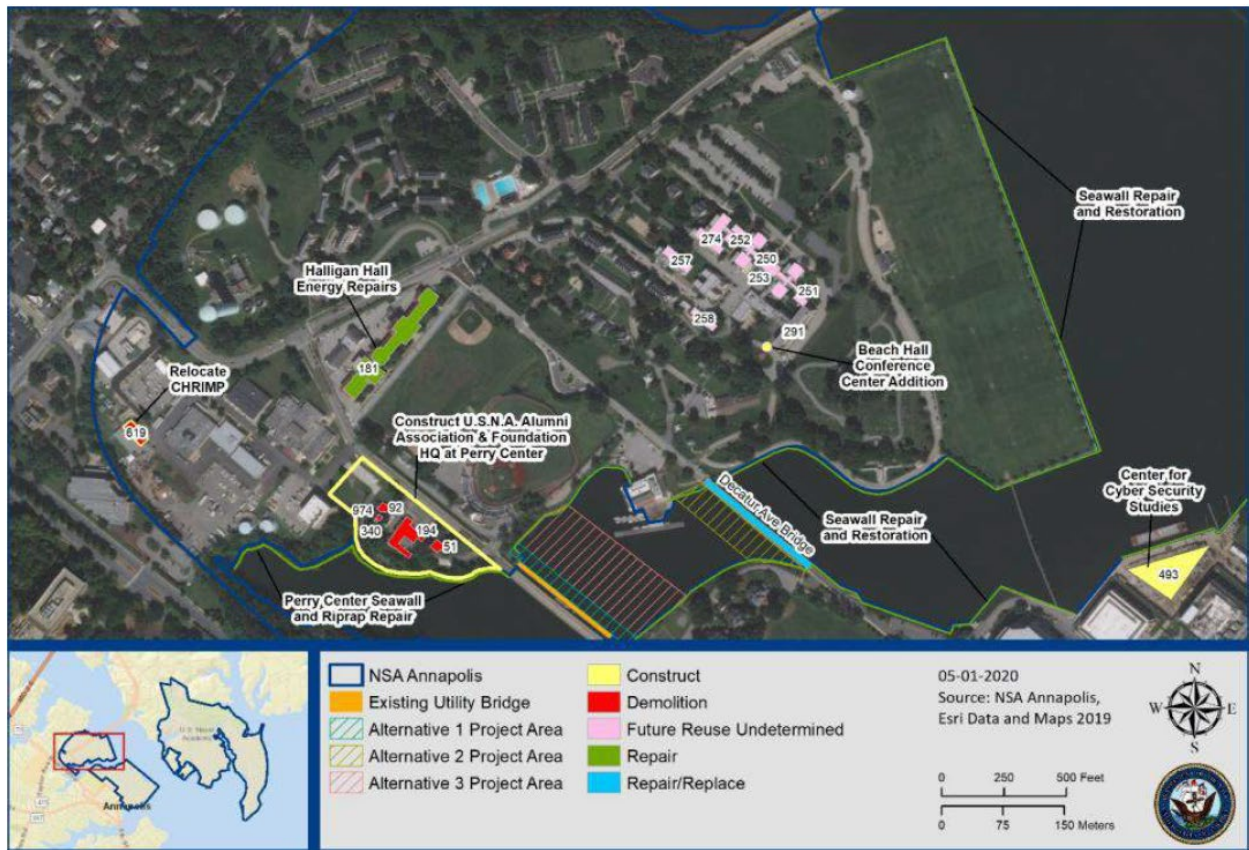 Seawall Repair
and Restoration
274
252
257
250
253
251
258
291
Halligan Hall
Energy Repairs
181
Beach Hall
Conference
Center Addition
Relocate
CHRIMP
619
Construct U.S.N.A. Alumni
Association & Foundation
HQ at Perry Center
974
92
340
194
51
Decatur Ave Bridge
Seawall Repair
and Restoration
Center for
Cyber Security
Studies
493
Perry Center Seawall
and Riprap Repair
U.S. Naval
Academy
Annapolis
NSA Annapolis
Existing Utility Bridge
Alternative 1 Project Area
Alternative 2 Project Area
Alternative 3 Project Area
Construct
Demolition
Future Reuse Undetermined
Repair
Repair/Replace
05-01-2020
Source: NSA Annapolis,
Esri Data and Maps 2019
N
W
E
S
0 250 500 Feet
0 75 150 Meters